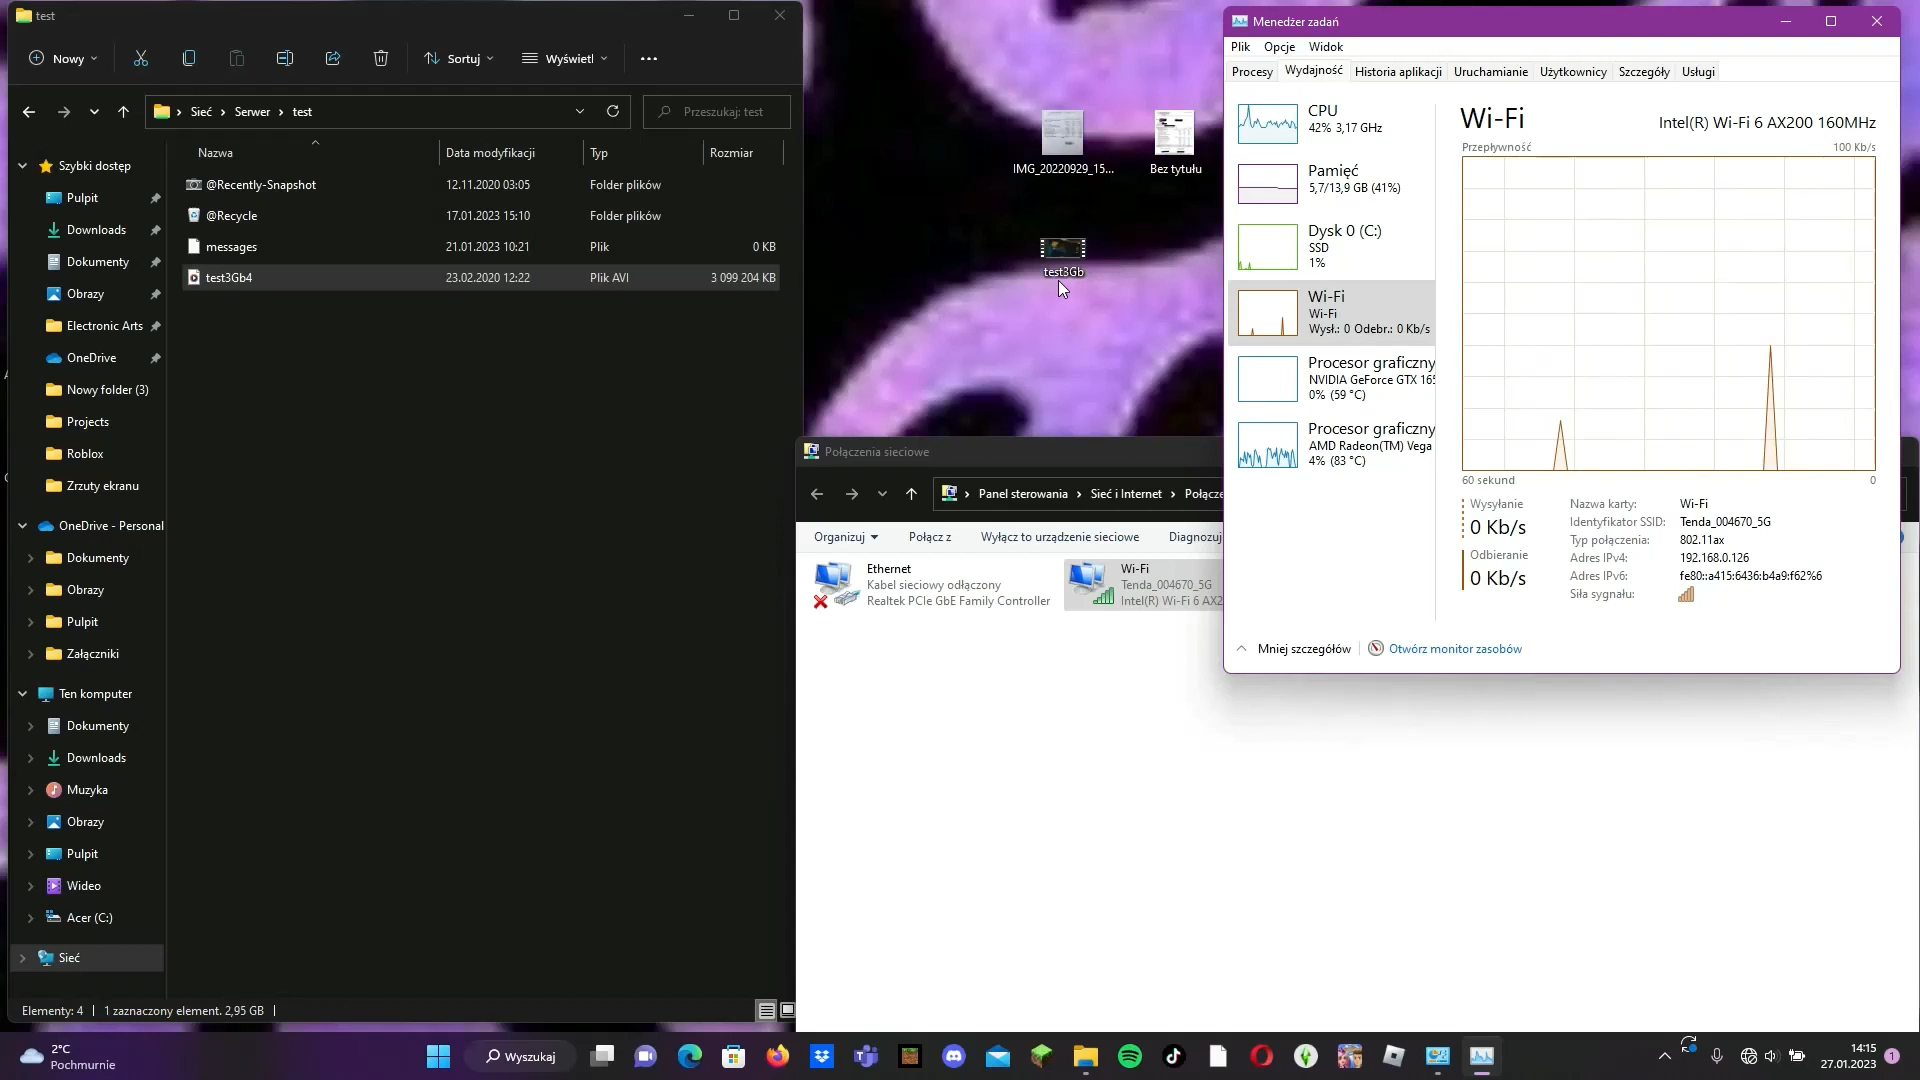 test
Nowy
Sortuj
Wyświetl
Sieć
Serwer
test
Przeszukaj: test
Nazwa
Data modyfikacji
Typ
Rozmiar
@Recently-Snapshot
12.11.2020 03:05
Folder plików
@Recycle
17.01.2023 15:10
Folder plików
messages
21.01.2023 10:21
Plik
0 KB
test3Gb4
23.02.2020 12:22
Plik AVI
3 099 204 KB
Szybki dostęp
Pulpit
Downloads
Dokumenty
Obrazy
Electronic Arts
OneDrive
Nowy folder (3)
Projects
Roblox
Zrzuty ekranu
OneDrive - Personal
Dokumenty
Obrazy
Pulpit
Załączniki
Ten komputer
Dokumenty
Downloads
Muzyka
Obrazy
Pulpit
Wideo
Acer (C:)
Sieć
Elementy: 4
1 zaznaczony element. 2,95 GB
IMG_20220929_15...
Bez tytułu
test3Gb
Połączenia sieciowe
Panel sterowania
Sieć i Internet
Połącze
Organizuj
Połącz z
Wyłącz to urządzenie sieciowe
Diagnozuj
Ethernet
Kabel sieciowy odłączony
Realtek PCIe GbE Family Controller
Wi-Fi
Tenda_004670_5G
Intel(R) Wi-Fi 6 AX2
Menedżer zadań
Plik
Opcje
Widok
Procesy
Wydajność
Historia aplikacji
Uruchamianie
Użytkownicy
Szczegóły
Usługi
CPU
42% 3,17 GHz
Pamięć
5,7/13,9 GB (41%)
Dysk 0 (C:)
SSD
1%
Wi-Fi
Wi-Fi
Wysł.: 0 Odebr.: 0 Kb/s
Procesor graficzny
NVIDIA GeForce GTX 165
0% (59 °C)
Procesor graficzny
AMD Radeon(TM) Vega
4% (83 °C)
Wi-Fi
Intel(R) Wi-Fi 6 AX200 160MHz
Przepływność
100 Kb/s
60 sekund
0
Wysyłanie
0 Kb/s
Odbieranie
0 Kb/s
Nazwa karty: Wi-Fi
Identyfikator SSID: Tenda_004670_5G
Typ połączenia: 802.11ax
Adres IPv4: 192.168.0.126
Adres IPv6: fe80::a415:6436:b4a9:f62%6
Siła sygnału:
Mniej szczegółów
Otwórz monitor zasobów
2°C
Pochmurnie
Wyszukaj
14:15
27.01.2023
1